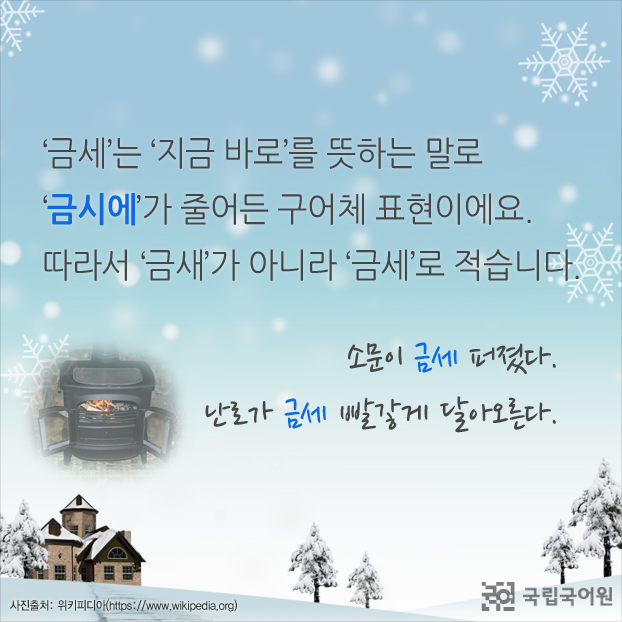 ‘금세’는 ‘지금 바로’를 뜻하는 말로
‘금시에’가 줄어든 구어체 표현이에요.
따라서 ‘금새’가 아니라 ‘금세’로 적습니다.
소문이 금세 퍼졌다.
난로가 금세 빨갛게 달아오른다.
사진출처: 위키피디아(https://www.wikipedia.org)
국립국어원